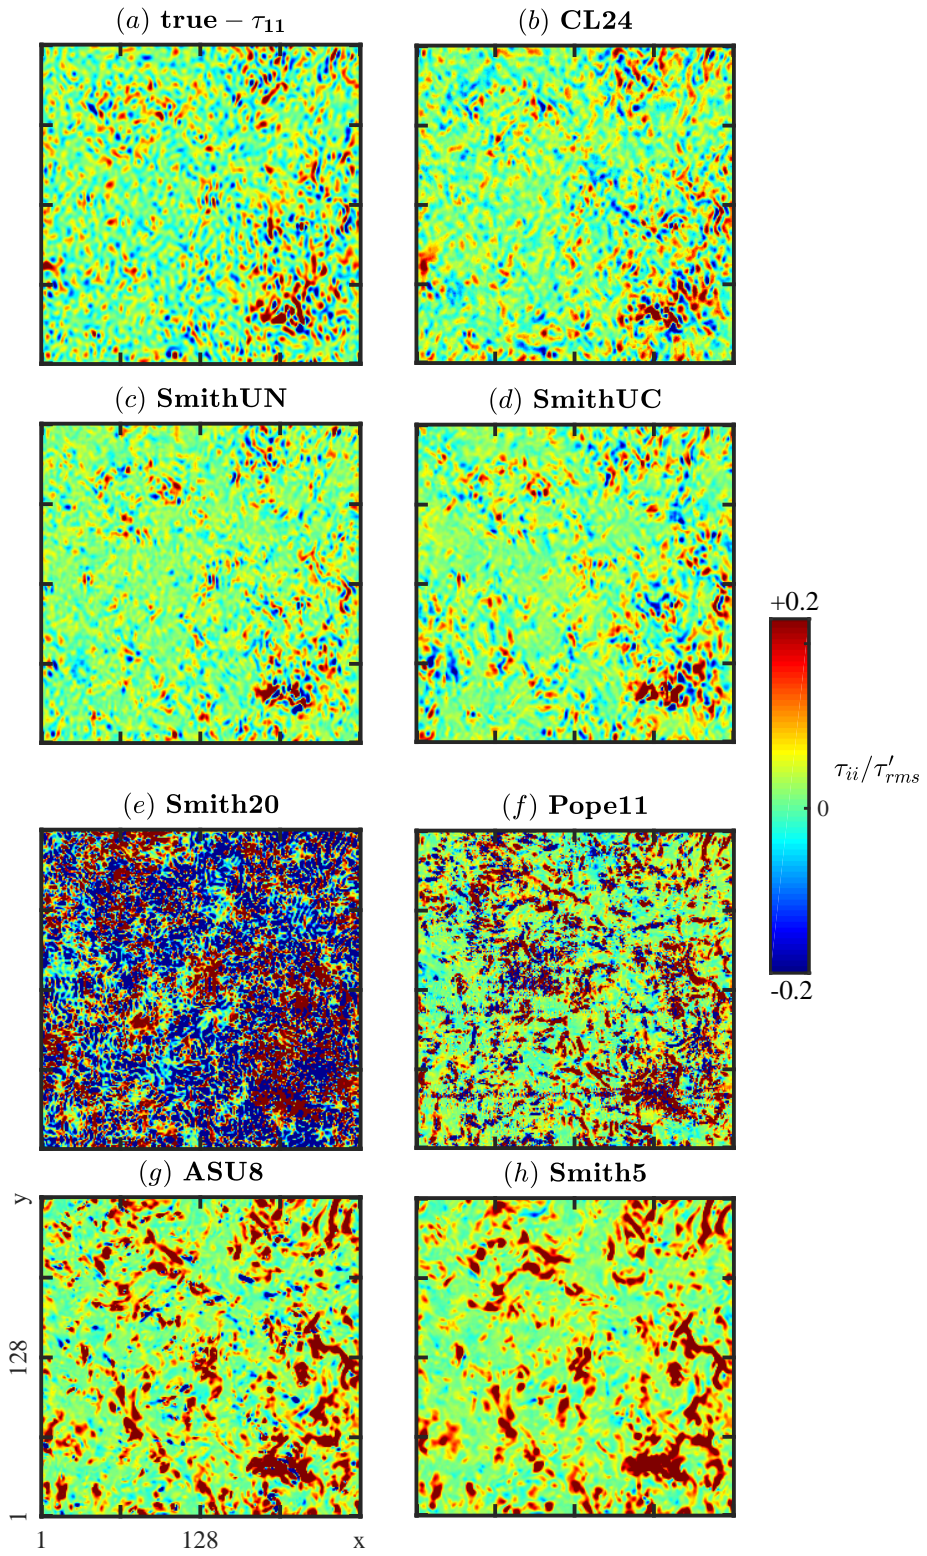 (a) true − τ₁₁
(b) CL24
(c) SmithUN
(d) SmithUC
+0.2
τᵢᵢ/τ′ᵣₘₛ
0
-0.2
(e) Smith20
(f) Pope11
(g) ASU8
(h) Smith5
y
128
1
1
128
x